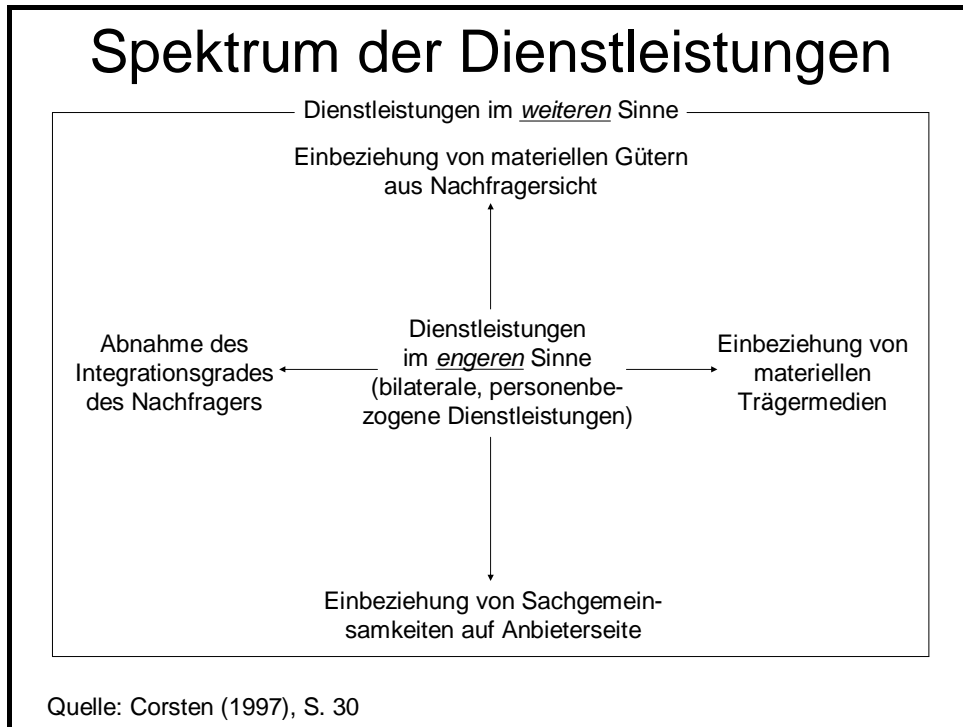 Spektrum der Dienstleistungen
Dienstleistungen im weiteren Sinne
Einbeziehung von materiellen Gütern
aus Nachfragersicht
Abnahme des
Integrationsgrades
des Nachfragers
Dienstleistungen
im engeren Sinne
(bilaterale, personenbe-
zogene Dienstleistungen)
Einbeziehung von
materiellen
Trägermedien
Einbeziehung von Sachgemein-
samkeiten auf Anbieterseite
Quelle: Corsten (1997), S. 30